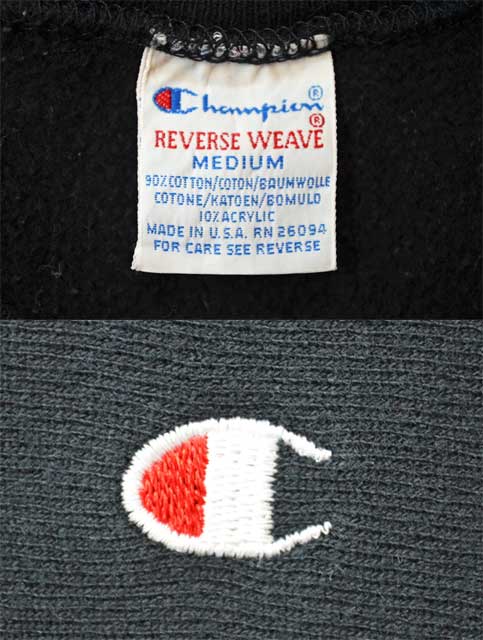 Champion®
REVERSE WEAVE®
MEDIUM
90% COTTON/COTON/BAUMWOLLE
COTONE/KATOEN/BOMULD
10% ACRYLIC
MADE IN U.S.A. RN 26094
FOR CARE SEE REVERSE